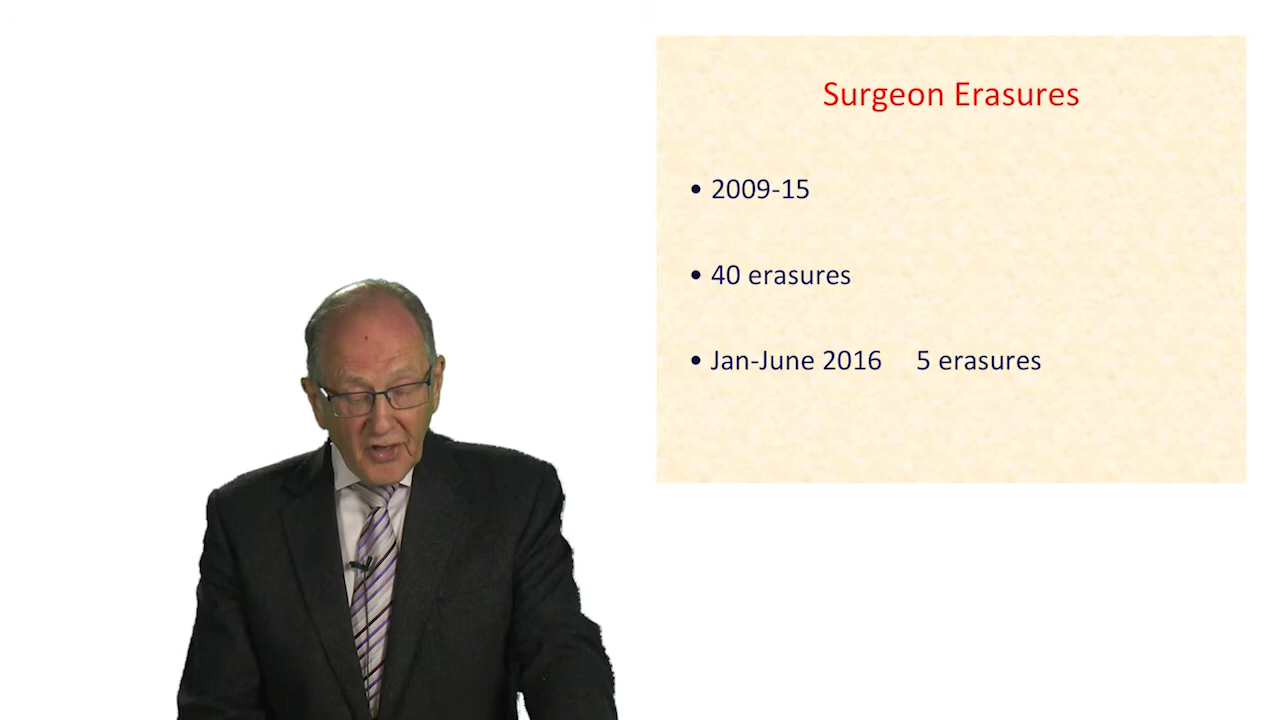 Surgeon Erasures
• 2009-15
• 40 erasures
• Jan-June 2016 5 erasures